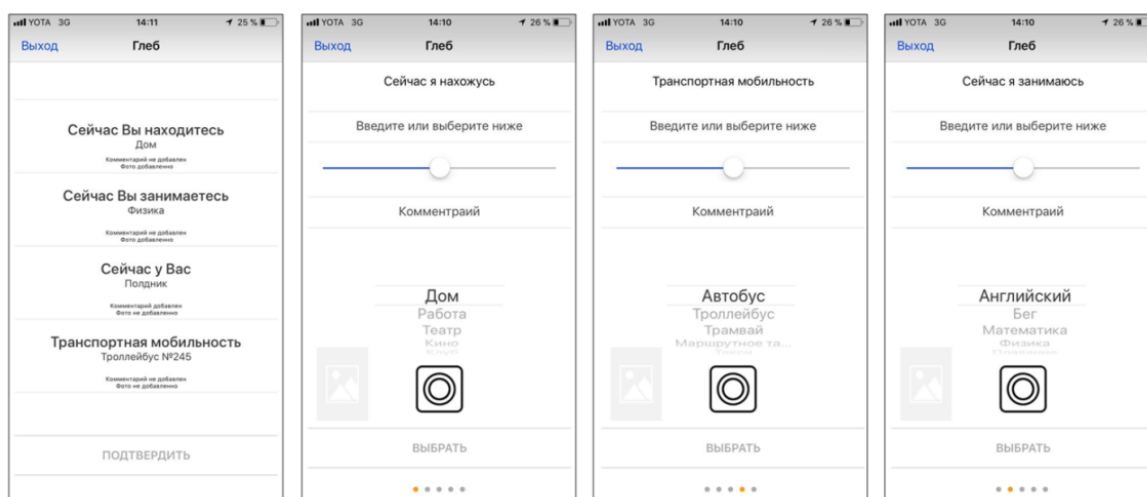 YOTA 3G 14:11 25 %
Выход Глеб
Сейчас Вы находитесь
Дом
Комментарий не добавлен
Фото добавленно
Сейчас Вы занимаетесь
Физика
Комментарий не добавлен
Фото добавленно
Сейчас у Вас
Полдник
Комментарий добавлен
Фото не добавленно
Транспортная мобильность
Троллейбус №245
Комментарий не добавлен
Фото не добавленно
ПОДТВЕРДИТЬ
YOTA 3G 14:10 26 %
Выход Глеб
Сейчас я нахожусь
Введите или выберите ниже
Комментраий
Дом
Работа
Театр
Кино
Клуб
ВЫБРАТЬ
YOTA 3G 14:10 26 %
Выход Глеб
Транспортная мобильность
Введите или выберите ниже
Комментраий
Автобус
Троллейбус
Трамвай
Маршрутное та...
Такси
ВЫБРАТЬ
YOTA 3G 14:10 26 %
Выход Глеб
Сейчас я занимаюсь
Введите или выберите ниже
Комментраий
Английский
Бег
Математика
Физика
ВЫБРАТЬ